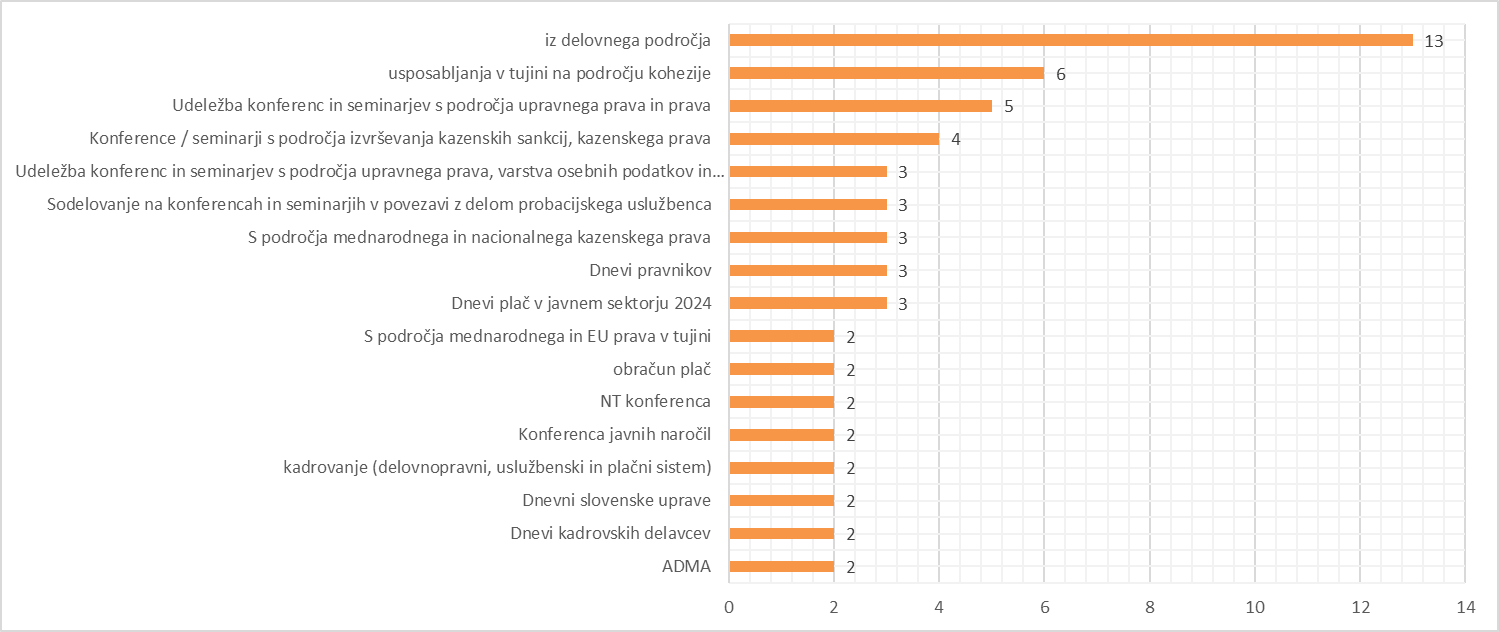 iz delovnega področja 13
usposabljanja v tujini na področju kohezije 6
Udeležba konferenc in seminarjev s področja upravnega prava in prava 5
Konference / seminarji s področja izvrševanja kazenskih sankcij, kazenskega prava 4
Udeležba konferenc in seminarjev s področja upravnega prava, varstva osebnih podatkov in... 3
Sodelovanje na konferencah in seminarjih v povezavi z delom probacijskega uslužbenca 3
S področja mednarodnega in nacionalnega kazenskega prava 3
Dnevi pravnikov 3
Dnevi plač v javnem sektorju 2024 3
S področja mednarodnega in EU prava v tujini 2
obračun plač 2
NT konferenca 2
Konferenca javnih naročil 2
kadrovanje (delovnopravni, uslužbenski in plačni sistem) 2
Dnevni slovenske uprave 2
Dnevi kadrovskih delavcev 2
ADMA 2
0 2 4 6 8 10 12 14